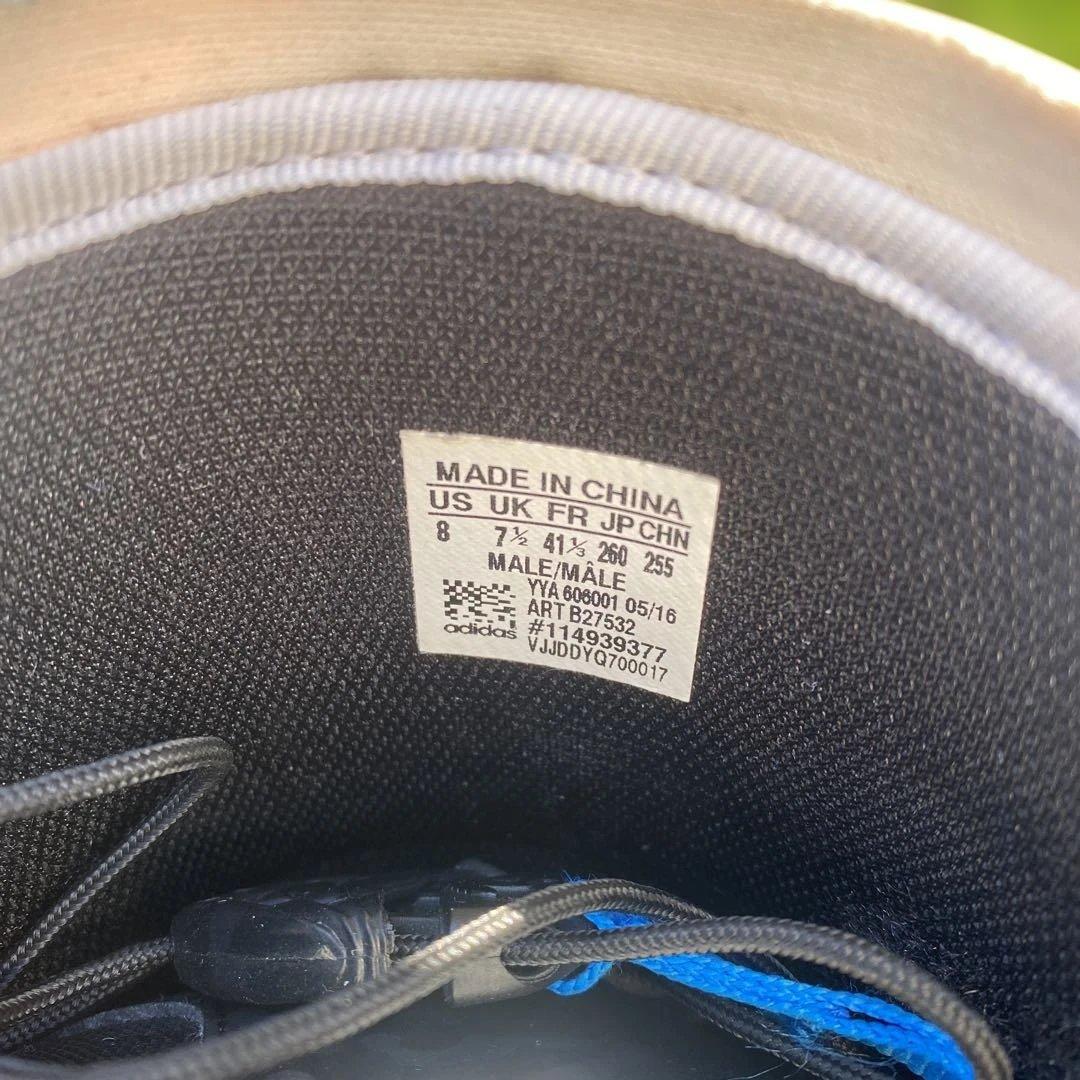 MADE IN CHINA
US UK FR JP CHN
8 7½ 41⅓ 260 255
MALE/MÂLE
YYA 606001 05/16
ART B27532
#114939377
VJJDDYQ700017
adidas